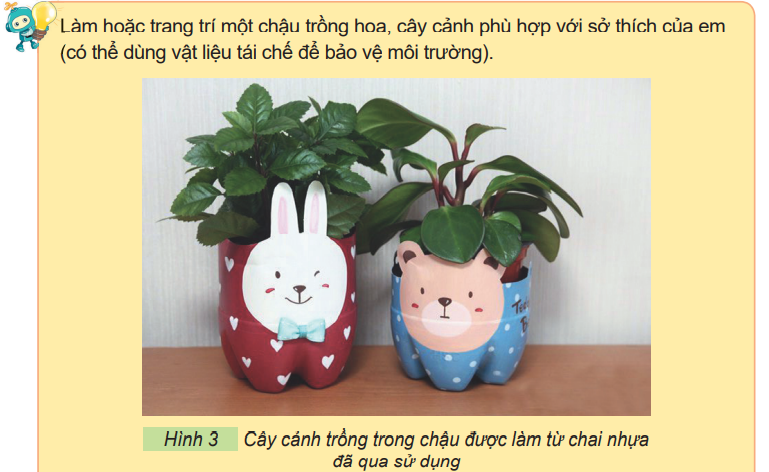 Làm hoặc trang trí một chậu trồng hoa, cây cảnh phù hợp với sở thích của em
(có thể dùng vật liệu tái chế để bảo vệ môi trường).
Hình 3 Cây cảnh trồng trong chậu được làm từ chai nhựa
đã qua sử dụng